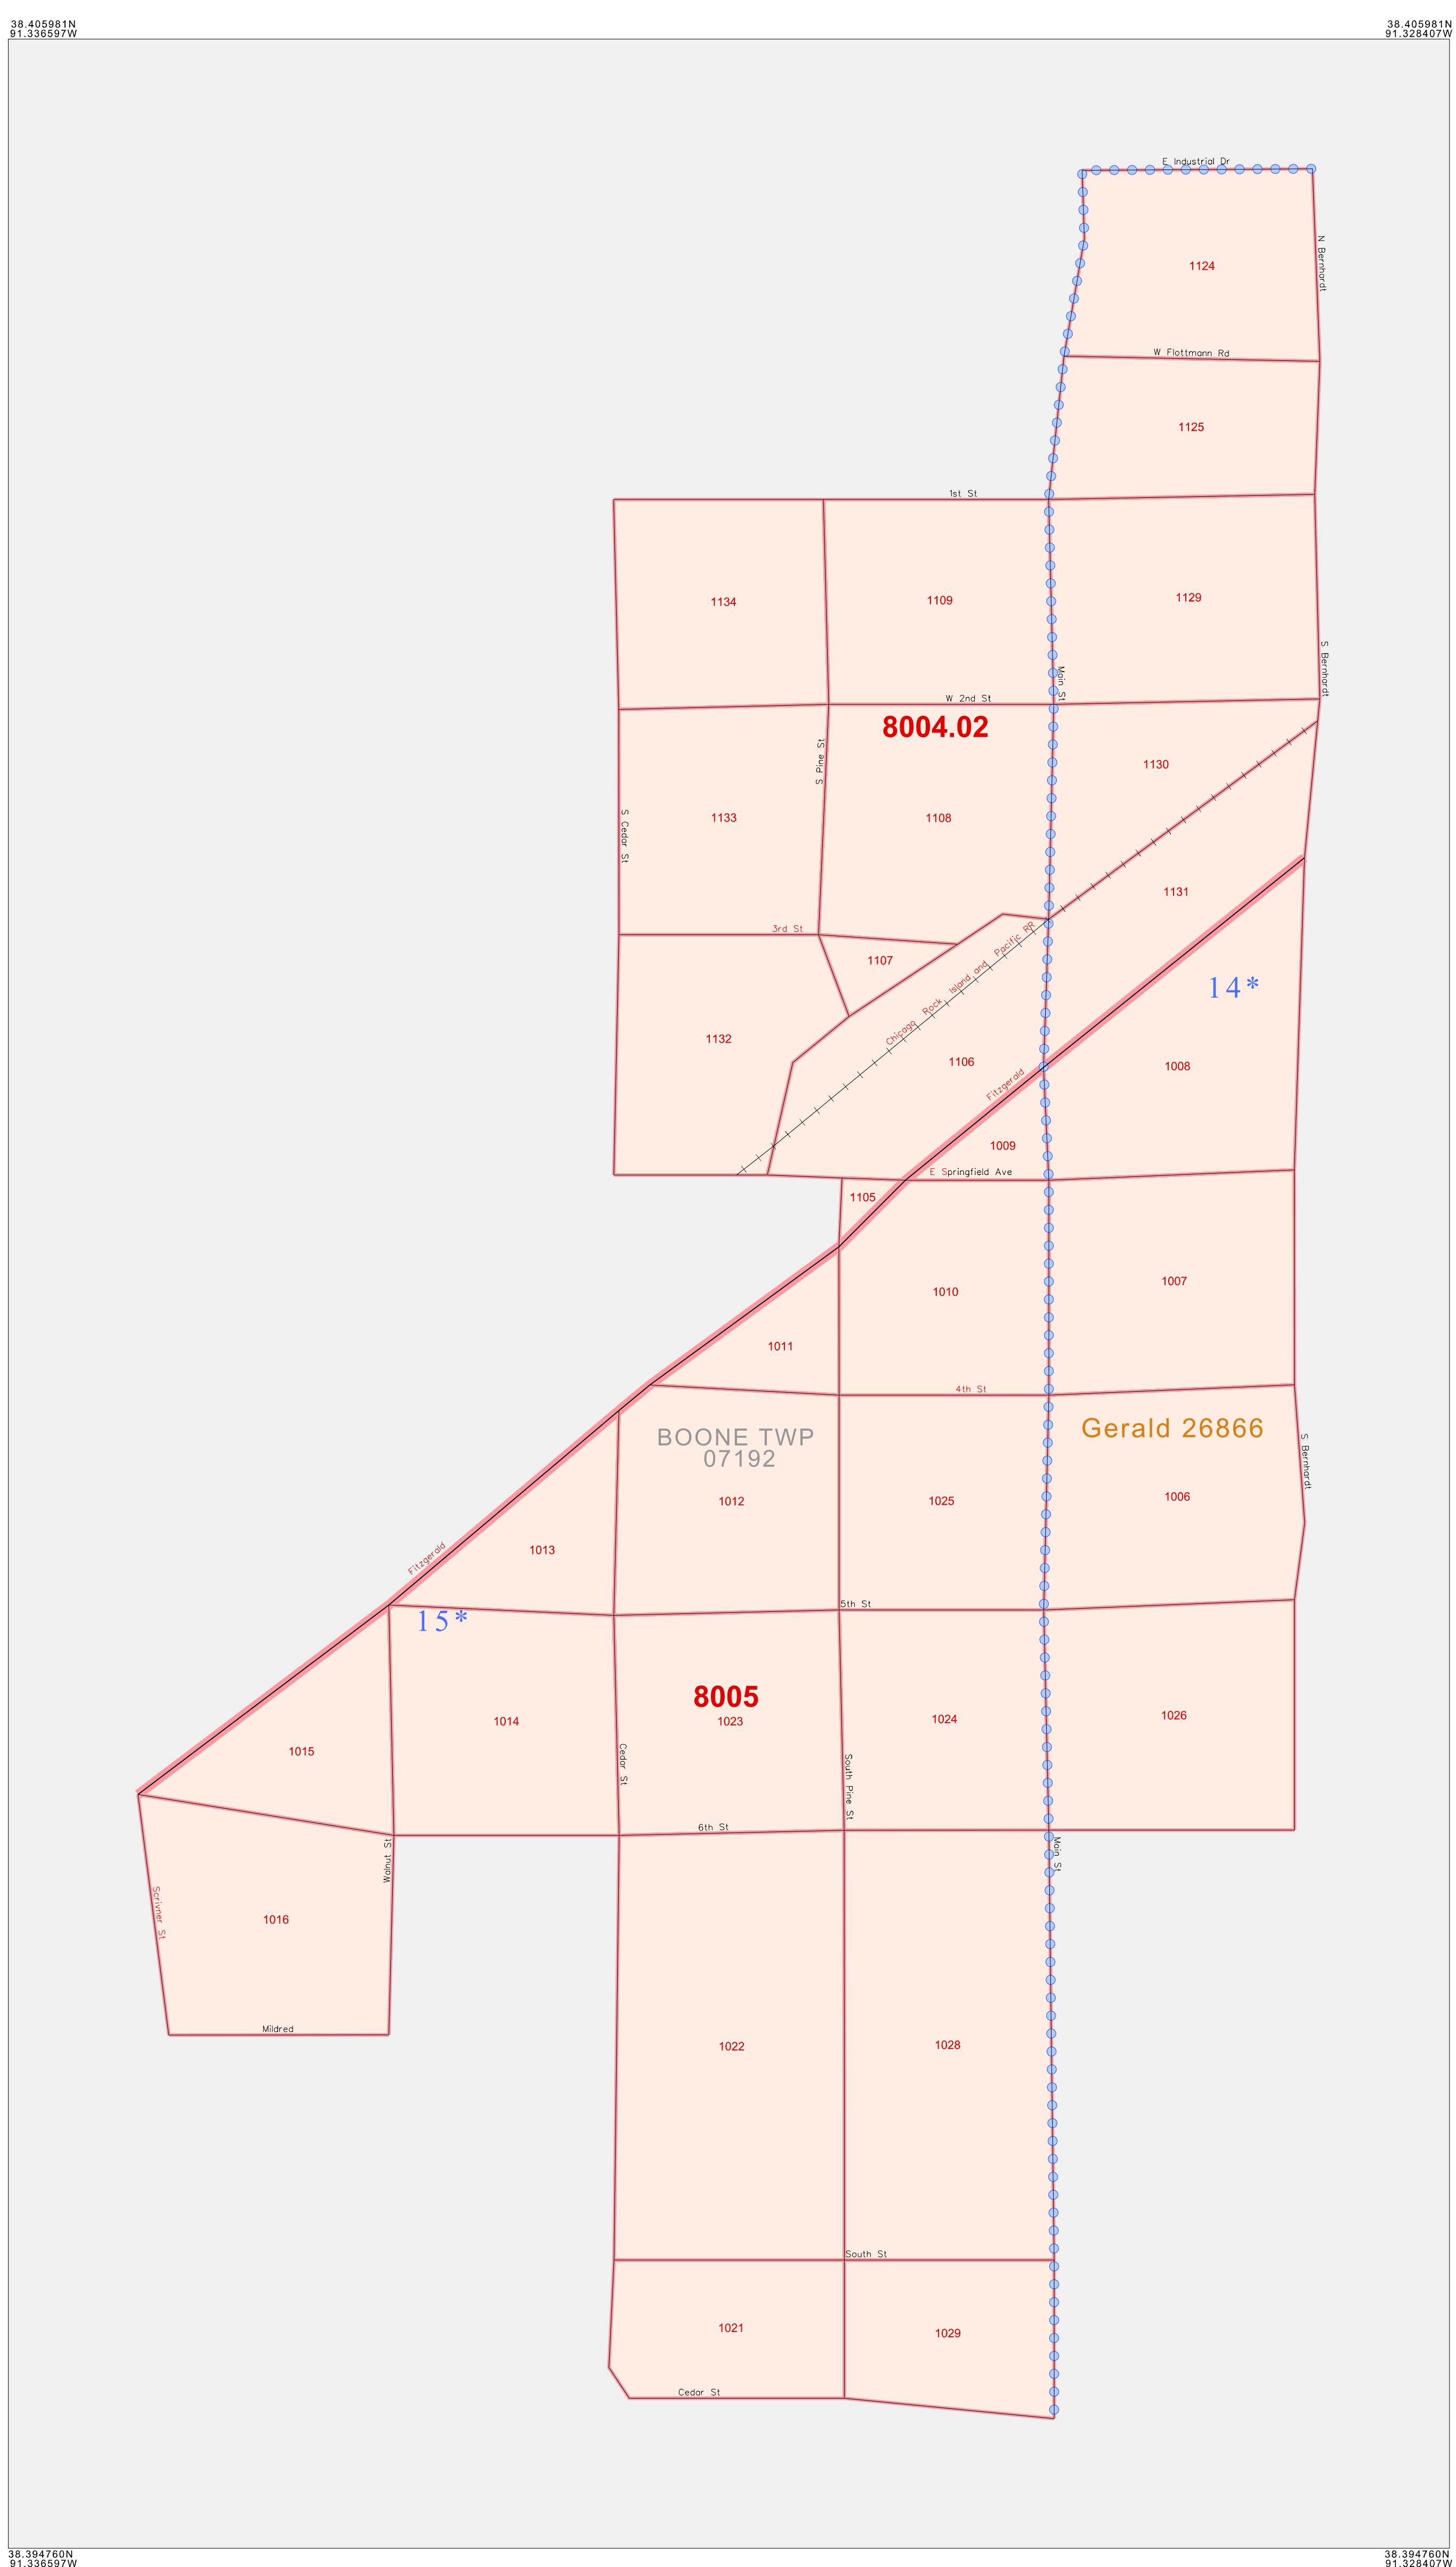 38.405981N
91.336597W
38.405981N
91.328407W
E Industrial Dr
N Bernhardt
1124
W Flottmann Rd
1125
1st St
1134
1109
1129
S Bernhardt
Main St
W 2nd St
8004.02
S Pine St
1130
S Cedar St
1133
1108
1131
3rd St
1107
Chicago Rock Island and Pacific RR
14*
1132
1106
1008
Fitzgerald
1009
E Springfield Ave
1105
1010
1007
1011
4th St
BOONE TWP
07192
Gerald 26866
S Bernhardt
1012
1025
1006
Fitzgerald
1013
5th St
15*
8005
1014
1023
1024
1026
1015
Cedar St
South Pine St
6th St
Walnut St
Main St
Scrivner St
1016
Mildred
1022
1028
South St
1021
1029
Cedar St
38.394760N
91.336597W
38.394760N
91.328407W